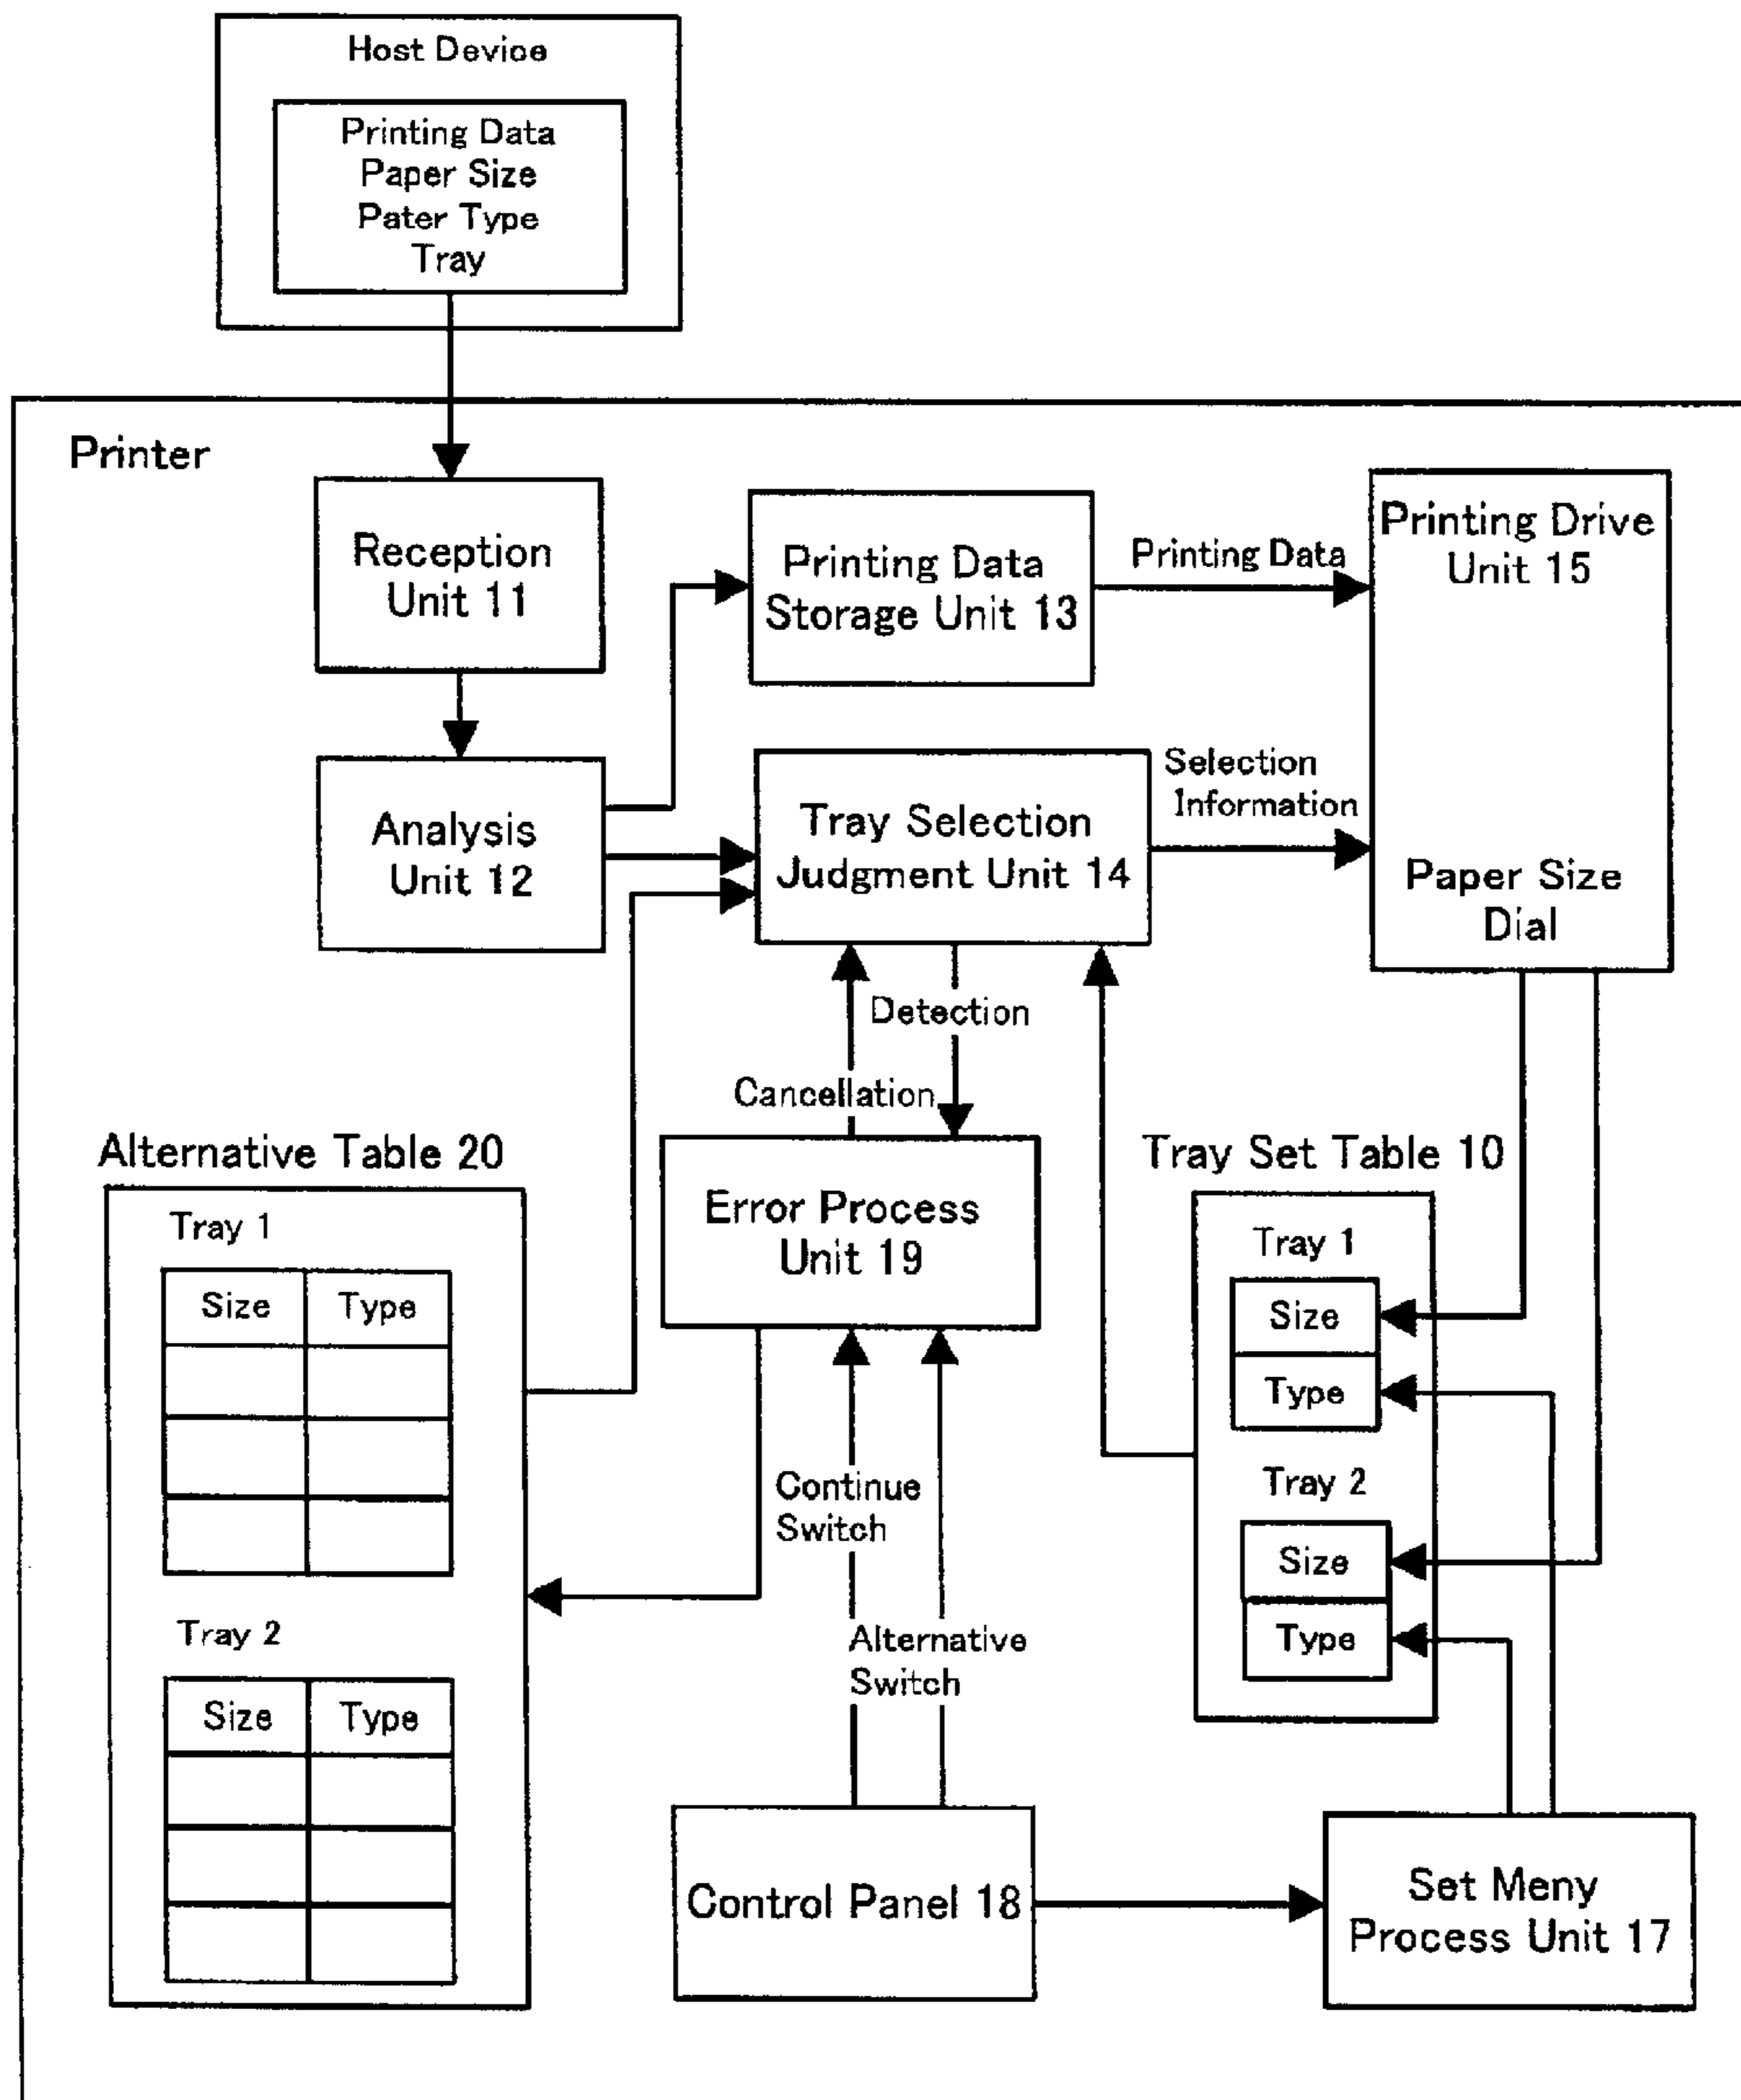 Host Device
Printing Data
Paper Size
Pater Type
Tray
Printer
Reception
Unit 11
Printing Data
Storage Unit 13
Printing Data
Printing Drive
Unit 15
Analysis
Unit 12
Tray Selection
Judgment Unit 14
Selection
Information
Paper Size
Dial
Detection
Cancellation
Alternative Table 20
Tray 1
Size Type
Tray 2
Size Type
Error Process
Unit 19
Tray Set Table 10
Tray 1
Size
Type
Tray 2
Size
Type
Continue
Switch
Alternative
Switch
Control Panel 18
Set Meny
Process Unit 17